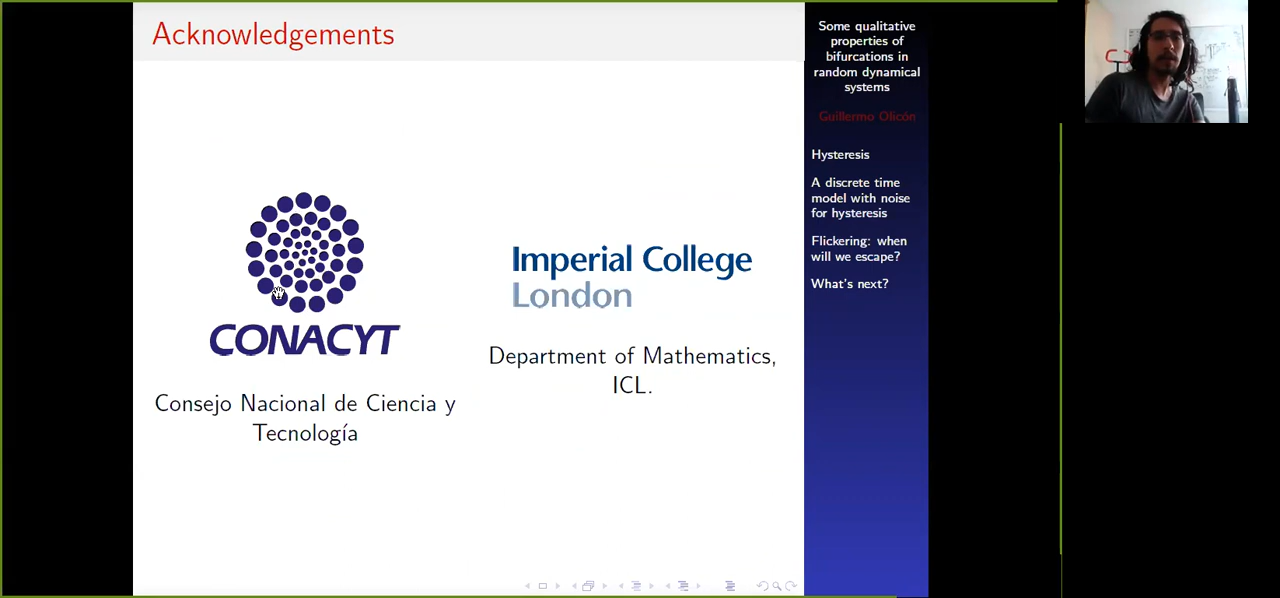 Acknowledgements
CONACYT
Consejo Nacional de Ciencia y
Tecnología
Imperial College
London
Department of Mathematics,
ICL.
Some qualitative
properties of
bifurcations in
random dynamical
systems
Guillermo Olicón
Hysteresis
A discrete time
model with noise
for hysteresis
Flickering: when
will we escape?
What's next?